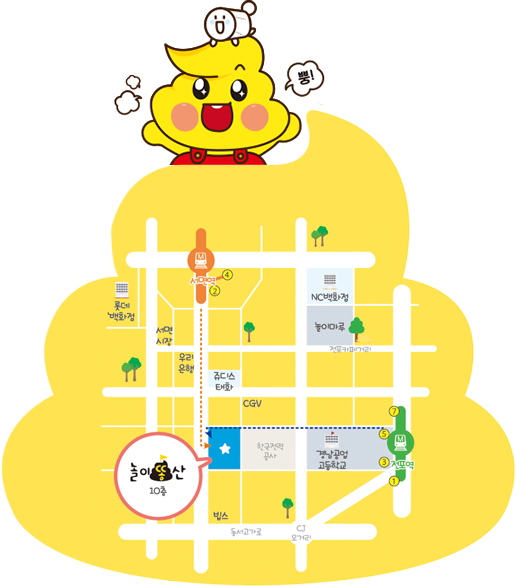 뿡!
M
서면역
4
2
NC백화점
롯데
백화점
놀이마루
서면
시장
전포카페거리
우리
은행
쥬디스
태화
CGV
7
5
M
한국전력
공사
경남공업
고등학교
3
전포역
1
놀이똥산
10층
빕스
동서고가로
CJ
오거리